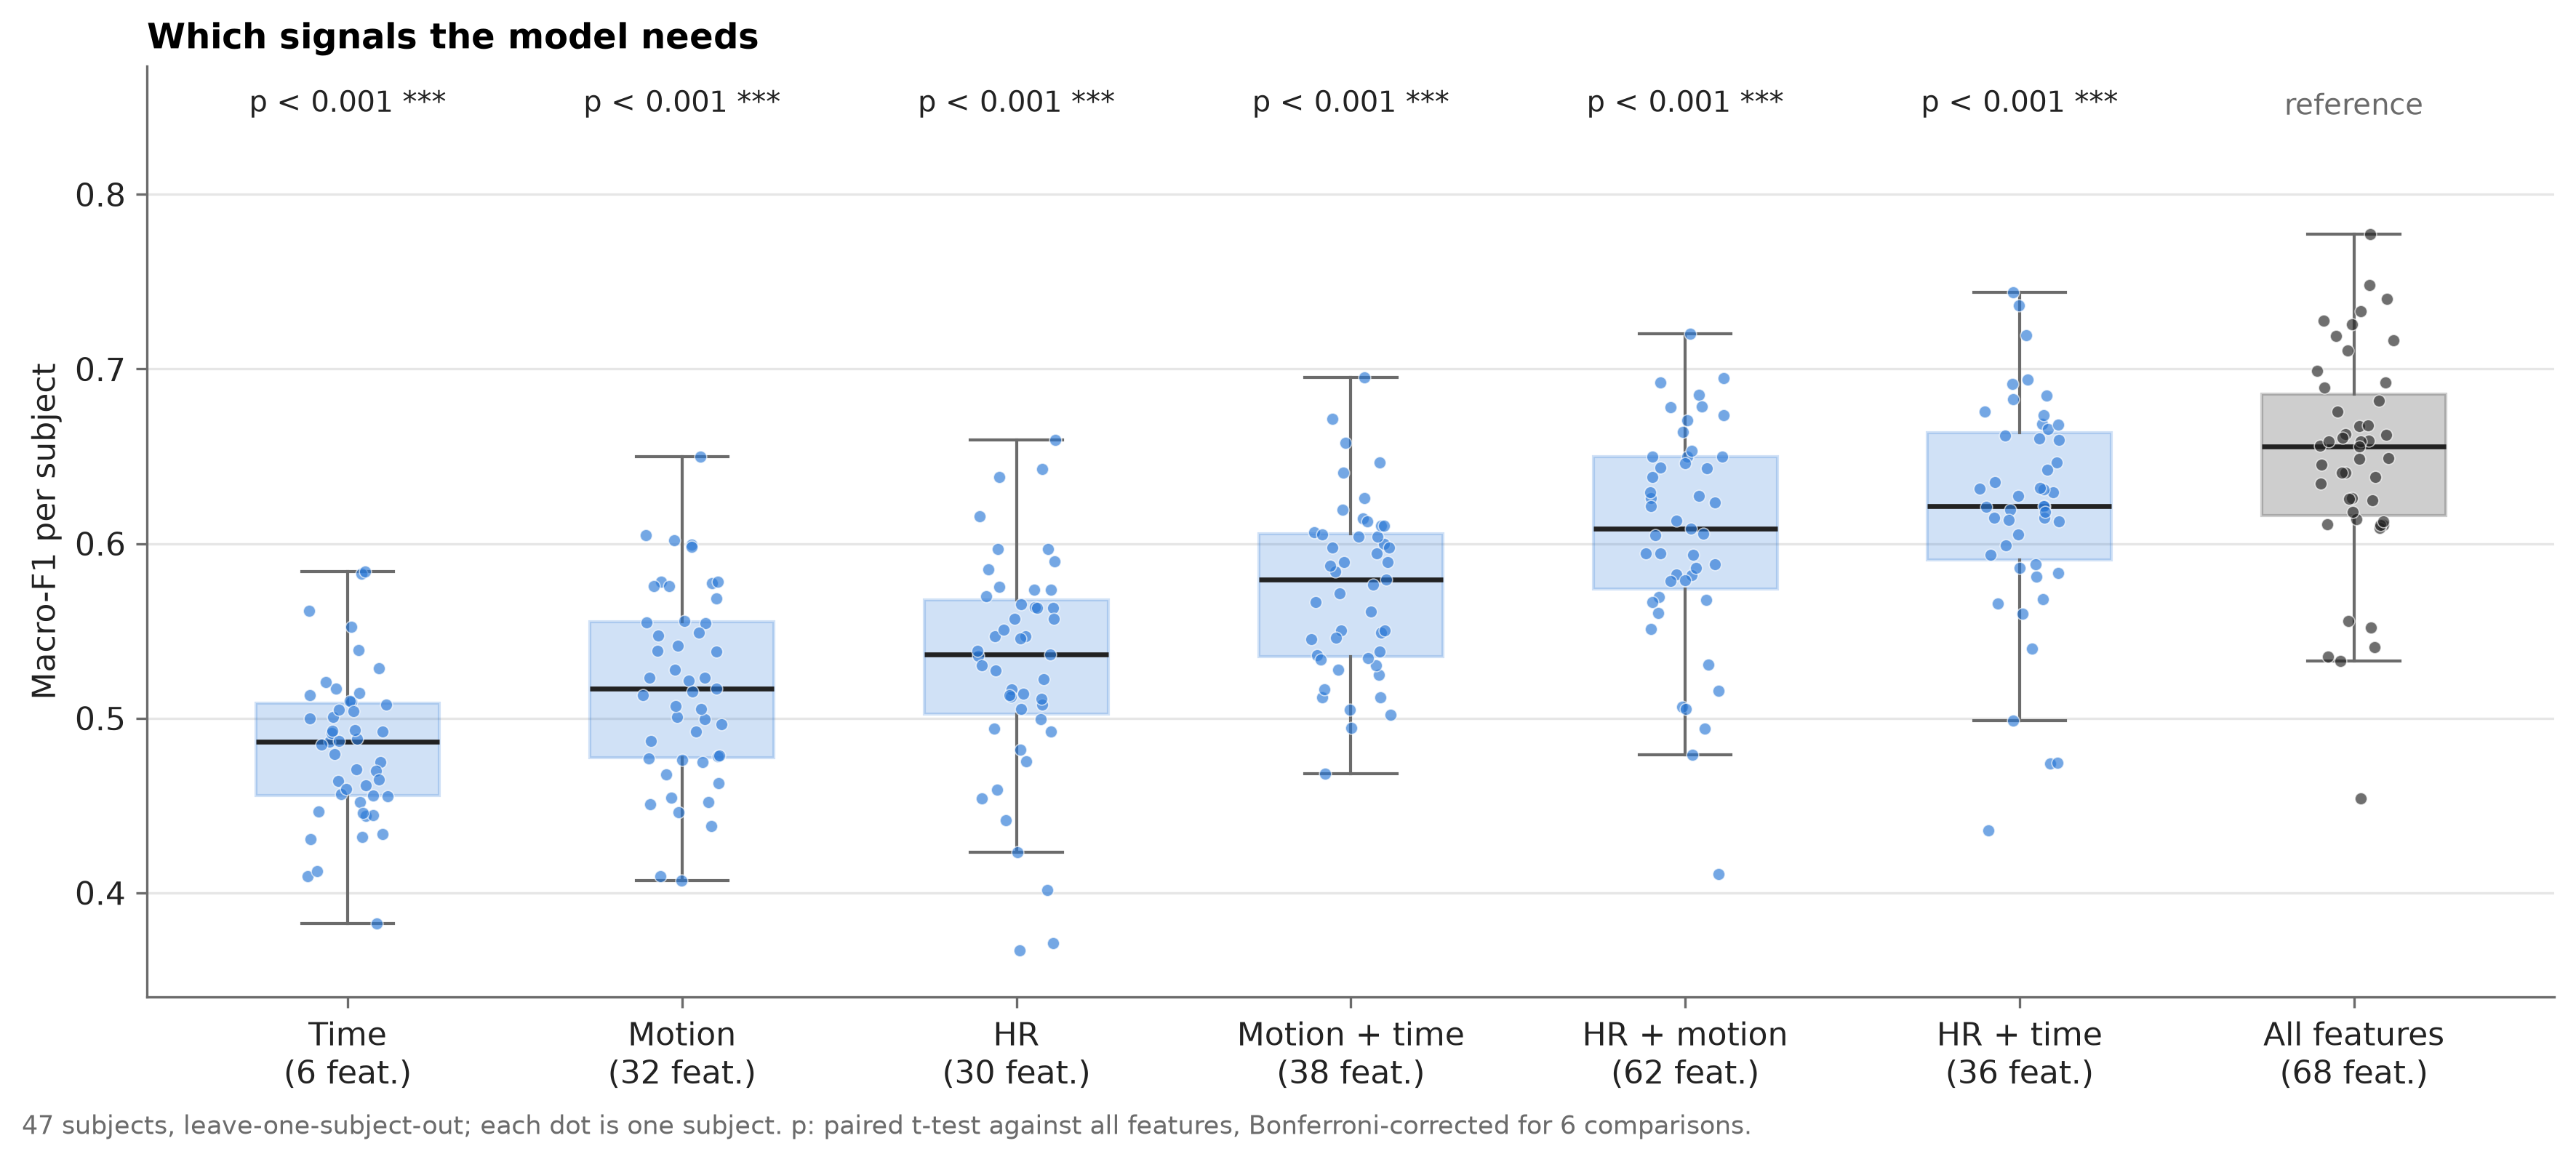 Which signals the model needs
p < 0.001 *** p < 0.001 *** p < 0.001 *** p < 0.001 *** p < 0.001 *** p < 0.001 *** reference
Macro-F1 per subject
0.8
0.7
0.6
0.5
0.4
Time Motion HR Motion + time HR + motion HR + time All features
(6 feat.) (32 feat.) (30 feat.) (38 feat.) (62 feat.) (36 feat.) (68 feat.)
47 subjects, leave-one-subject-out; each dot is one subject. p: paired t-test against all features, Bonferroni-corrected for 6 comparisons.